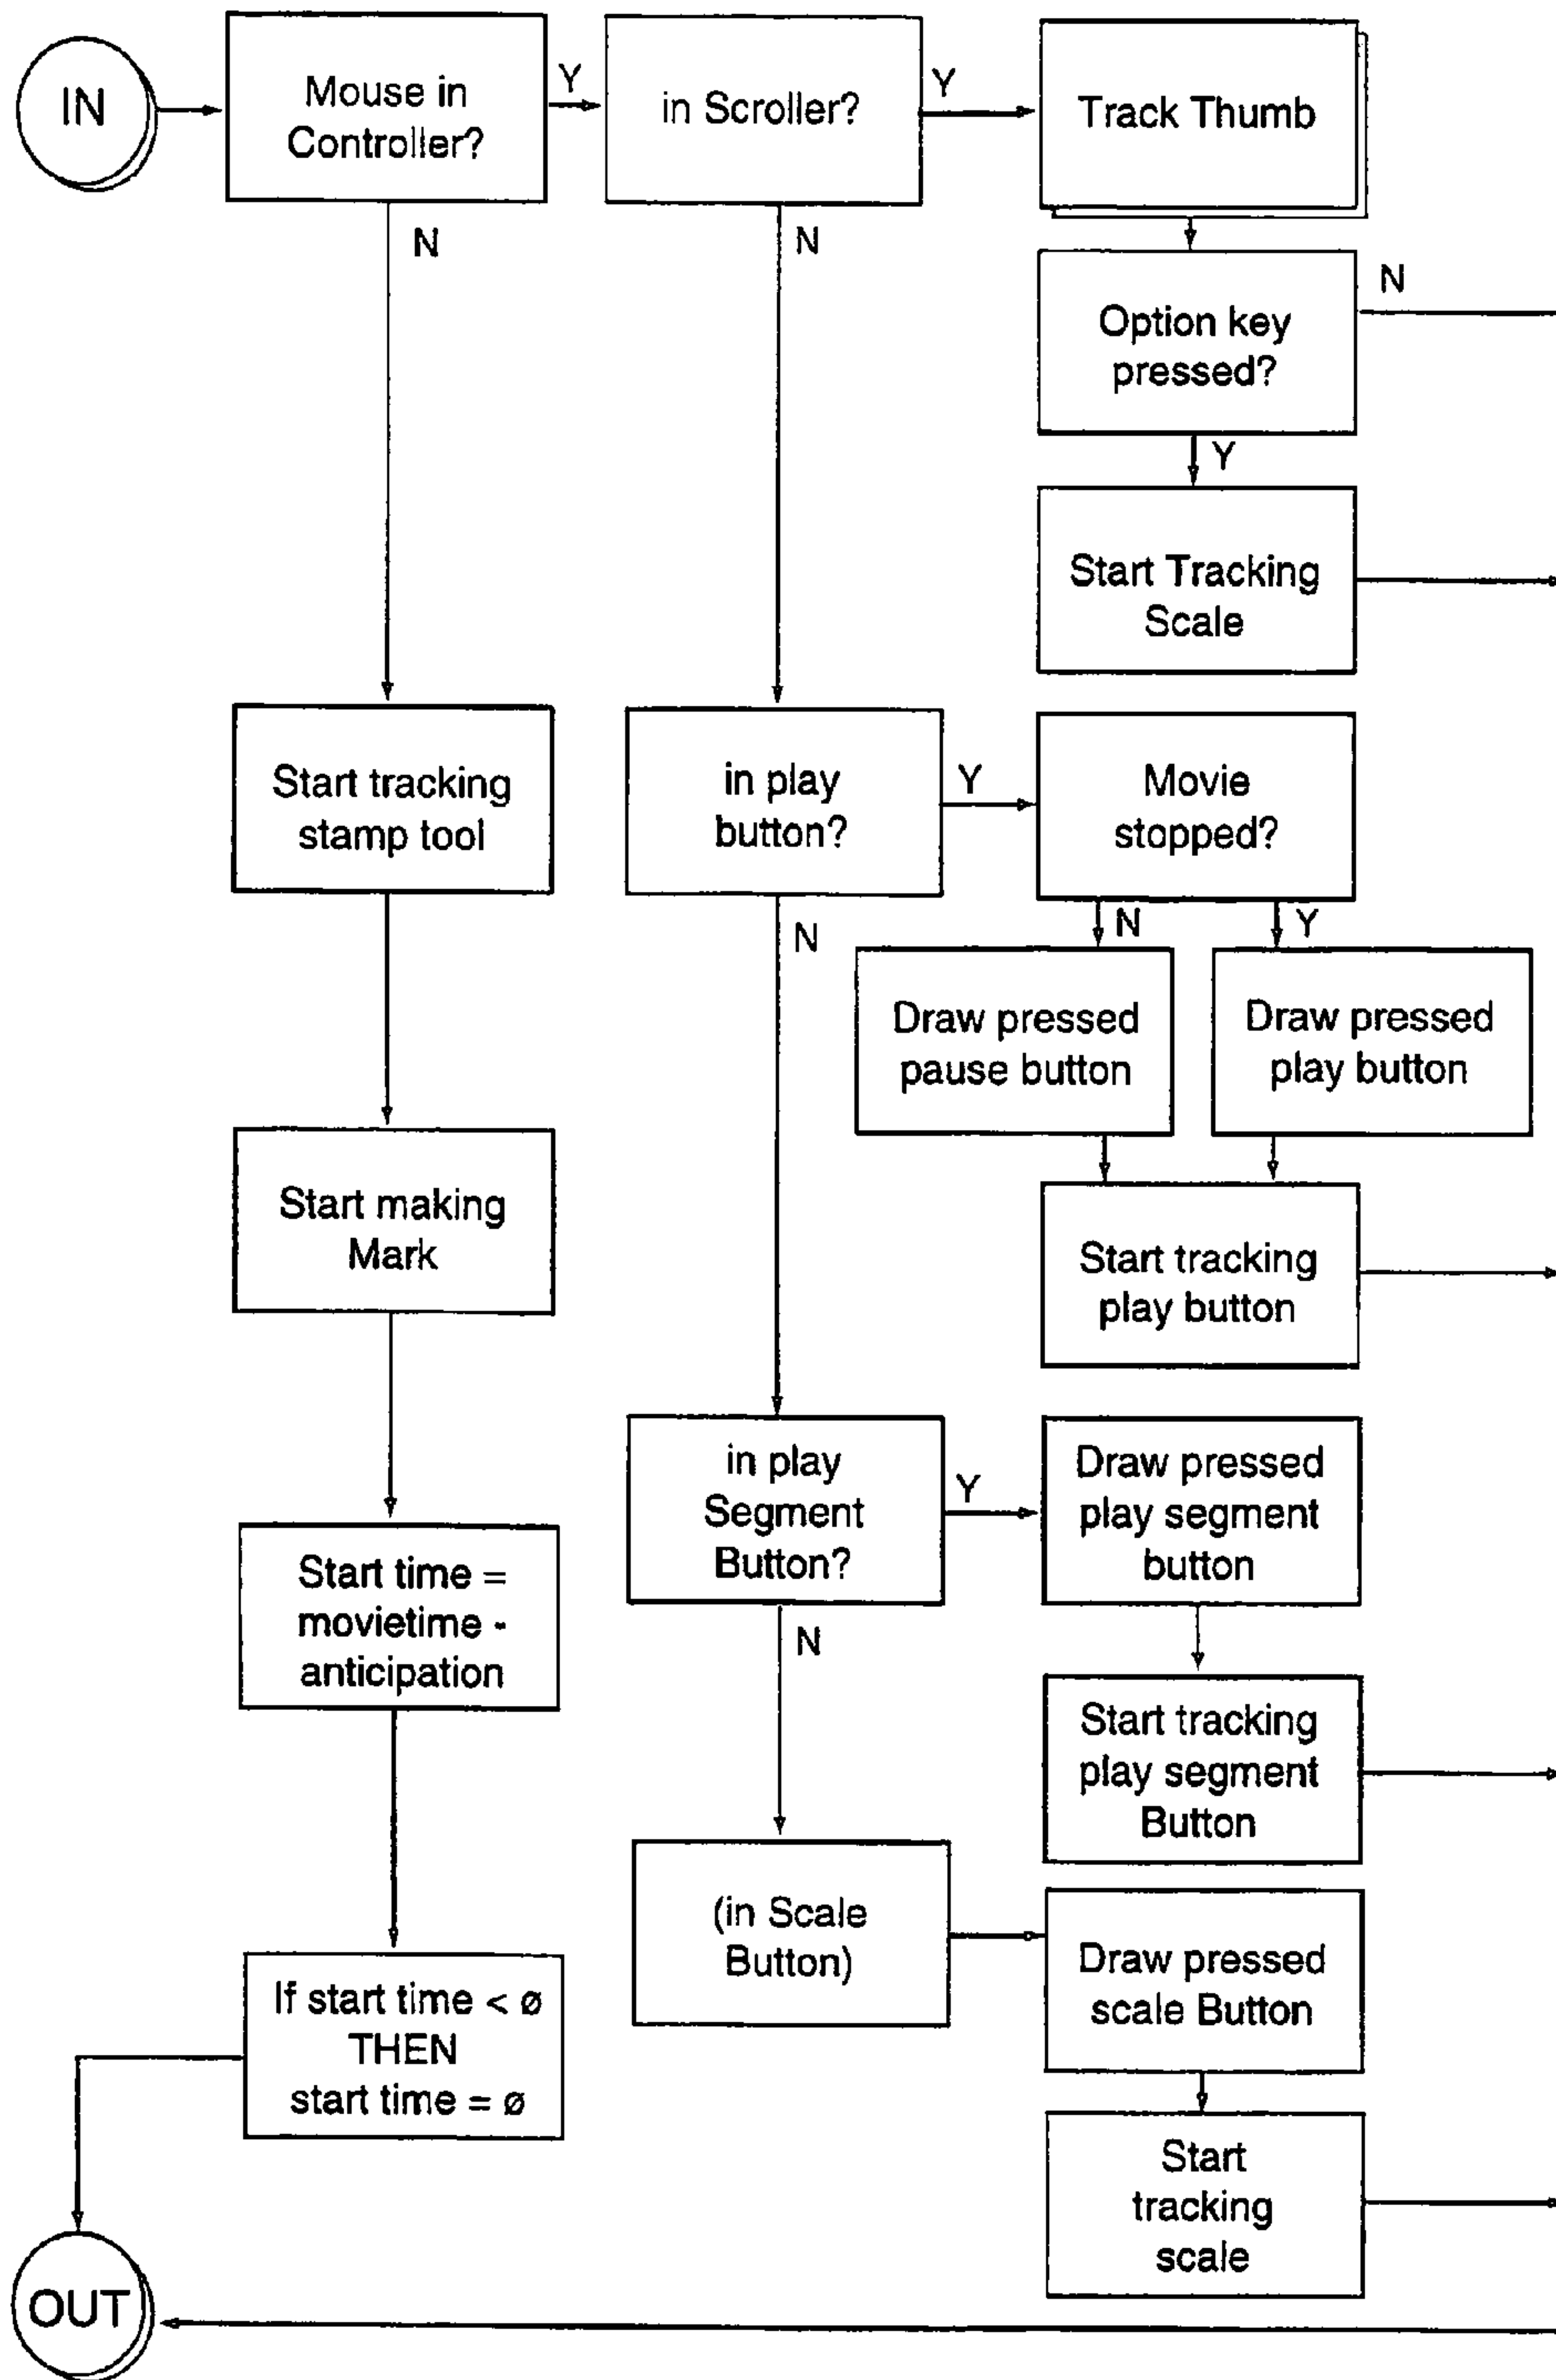 IN
Mouse in
Controller?
Y
in Scroller?
Y
Track Thumb
N
N
Option key
pressed?
N
Y
Start Tracking
Scale
Start tracking
stamp tool
in play
button?
Y
Movie
stopped?
N
N
Y
Draw pressed
pause button
Draw pressed
play button
Start making
Mark
Start tracking
play button
in play
Segment
Button?
Y
Draw pressed
play segment
button
Start time =
movietime -
anticipation
N
Start tracking
play segment
Button
(in Scale
Button)
Draw pressed
scale Button
If start time < ø
THEN
start time = ø
Start
tracking
scale
OUT